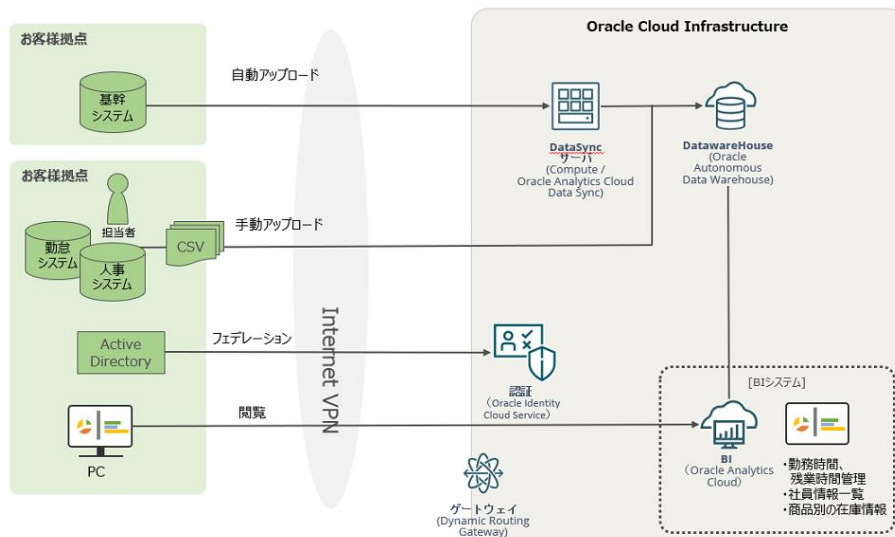 お客様拠点
基幹
システム
自動アップロード
Oracle Cloud Infrastructure
DataSync
サーバ
(Compute /
Oracle Analytics Cloud
Data Sync)
DatawareHouse
(Oracle
Autonomous
Data Warehouse)
お客様拠点
担当者
勤怠
システム
人事
システム
CSV
手動アップロード
Internet VPN
Active
Directory
フェデレーション
認証
（Oracle Identity
Cloud Service）
PC
閲覧
[BIシステム]
BI
（Oracle Analytics
Cloud）
・勤務時間、
残業時間管理
・社員情報一覧
・商品別の在庫情報
ゲートウェイ
(Dynamic Routing
Gateway)